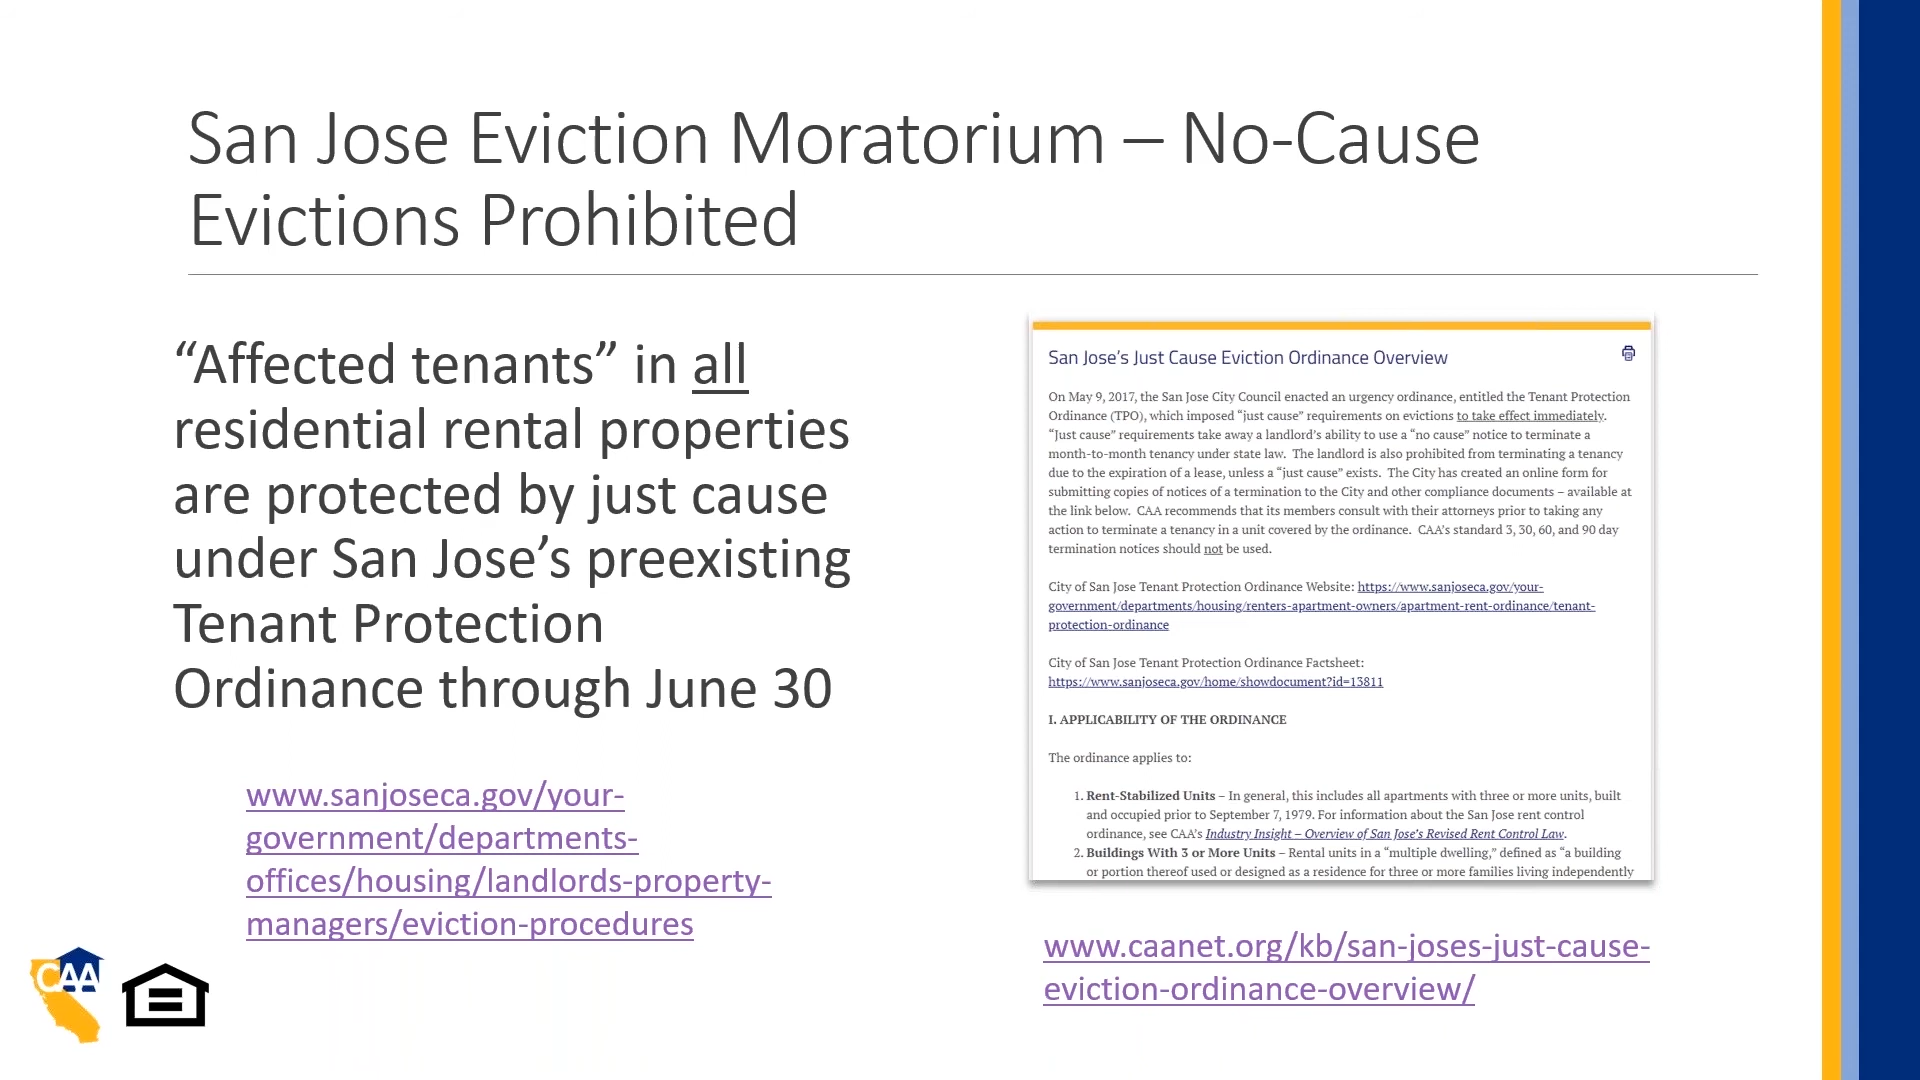 San Jose Eviction Moratorium – No-Cause
Evictions Prohibited
“Affected tenants” in all
residential rental properties
are protected by just cause
under San Jose’s preexisting
Tenant Protection
Ordinance through June 30
www.sanjoseca.gov/your-
government/departments-
offices/housing/landlords-property-
managers/eviction-procedures
San Jose’s Just Cause Eviction Ordinance Overview
On May 9, 2017, the San Jose City Council enacted an urgency ordinance, entitled the Tenant Protection
Ordinance (TPO), which imposed “just cause” requirements on evictions to take effect immediately.
“Just cause” requirements take away a landlord’s ability to use a “no cause” notice to terminate a
month-to-month tenancy under state law.  The landlord is also prohibited from terminating a tenancy
due to the expiration of a lease, unless a “just cause” exists.  The City has created an online form for
submitting copies of notices of a termination to the City and other compliance documents – available at
the link below.  CAA recommends that its members consult with their attorneys prior to taking any
action to terminate a tenancy in a unit covered by the ordinance.  CAA’s standard 3, 30, 60, and 90 day
termination notices should not be used.
City of San Jose Tenant Protection Ordinance Website: https://www.sanjoseca.gov/your-
government/departments/housing/renters-apartment-owners/apartment-rent-ordinance/tenant-
protection-ordinance
City of San Jose Tenant Protection Ordinance Factsheet:
https://www.sanjoseca.gov/home/showdocument?id=13811
I. APPLICABILITY OF THE ORDINANCE
The ordinance applies to:
1. Rent-Stabilized Units – In general, this includes all apartments with three or more units, built
and occupied prior to September 7, 1979. For information about the San Jose rent control
ordinance, see CAA’s Industry Insight – Overview of San Jose’s Revised Rent Control Law.
2. Buildings With 3 or More Units – Rental units in a “multiple dwelling,” defined as “a building
or portion thereof used or designed as a residence for three or more families living independently
www.caanet.org/kb/san-joses-just-cause-
eviction-ordinance-overview/
CAA